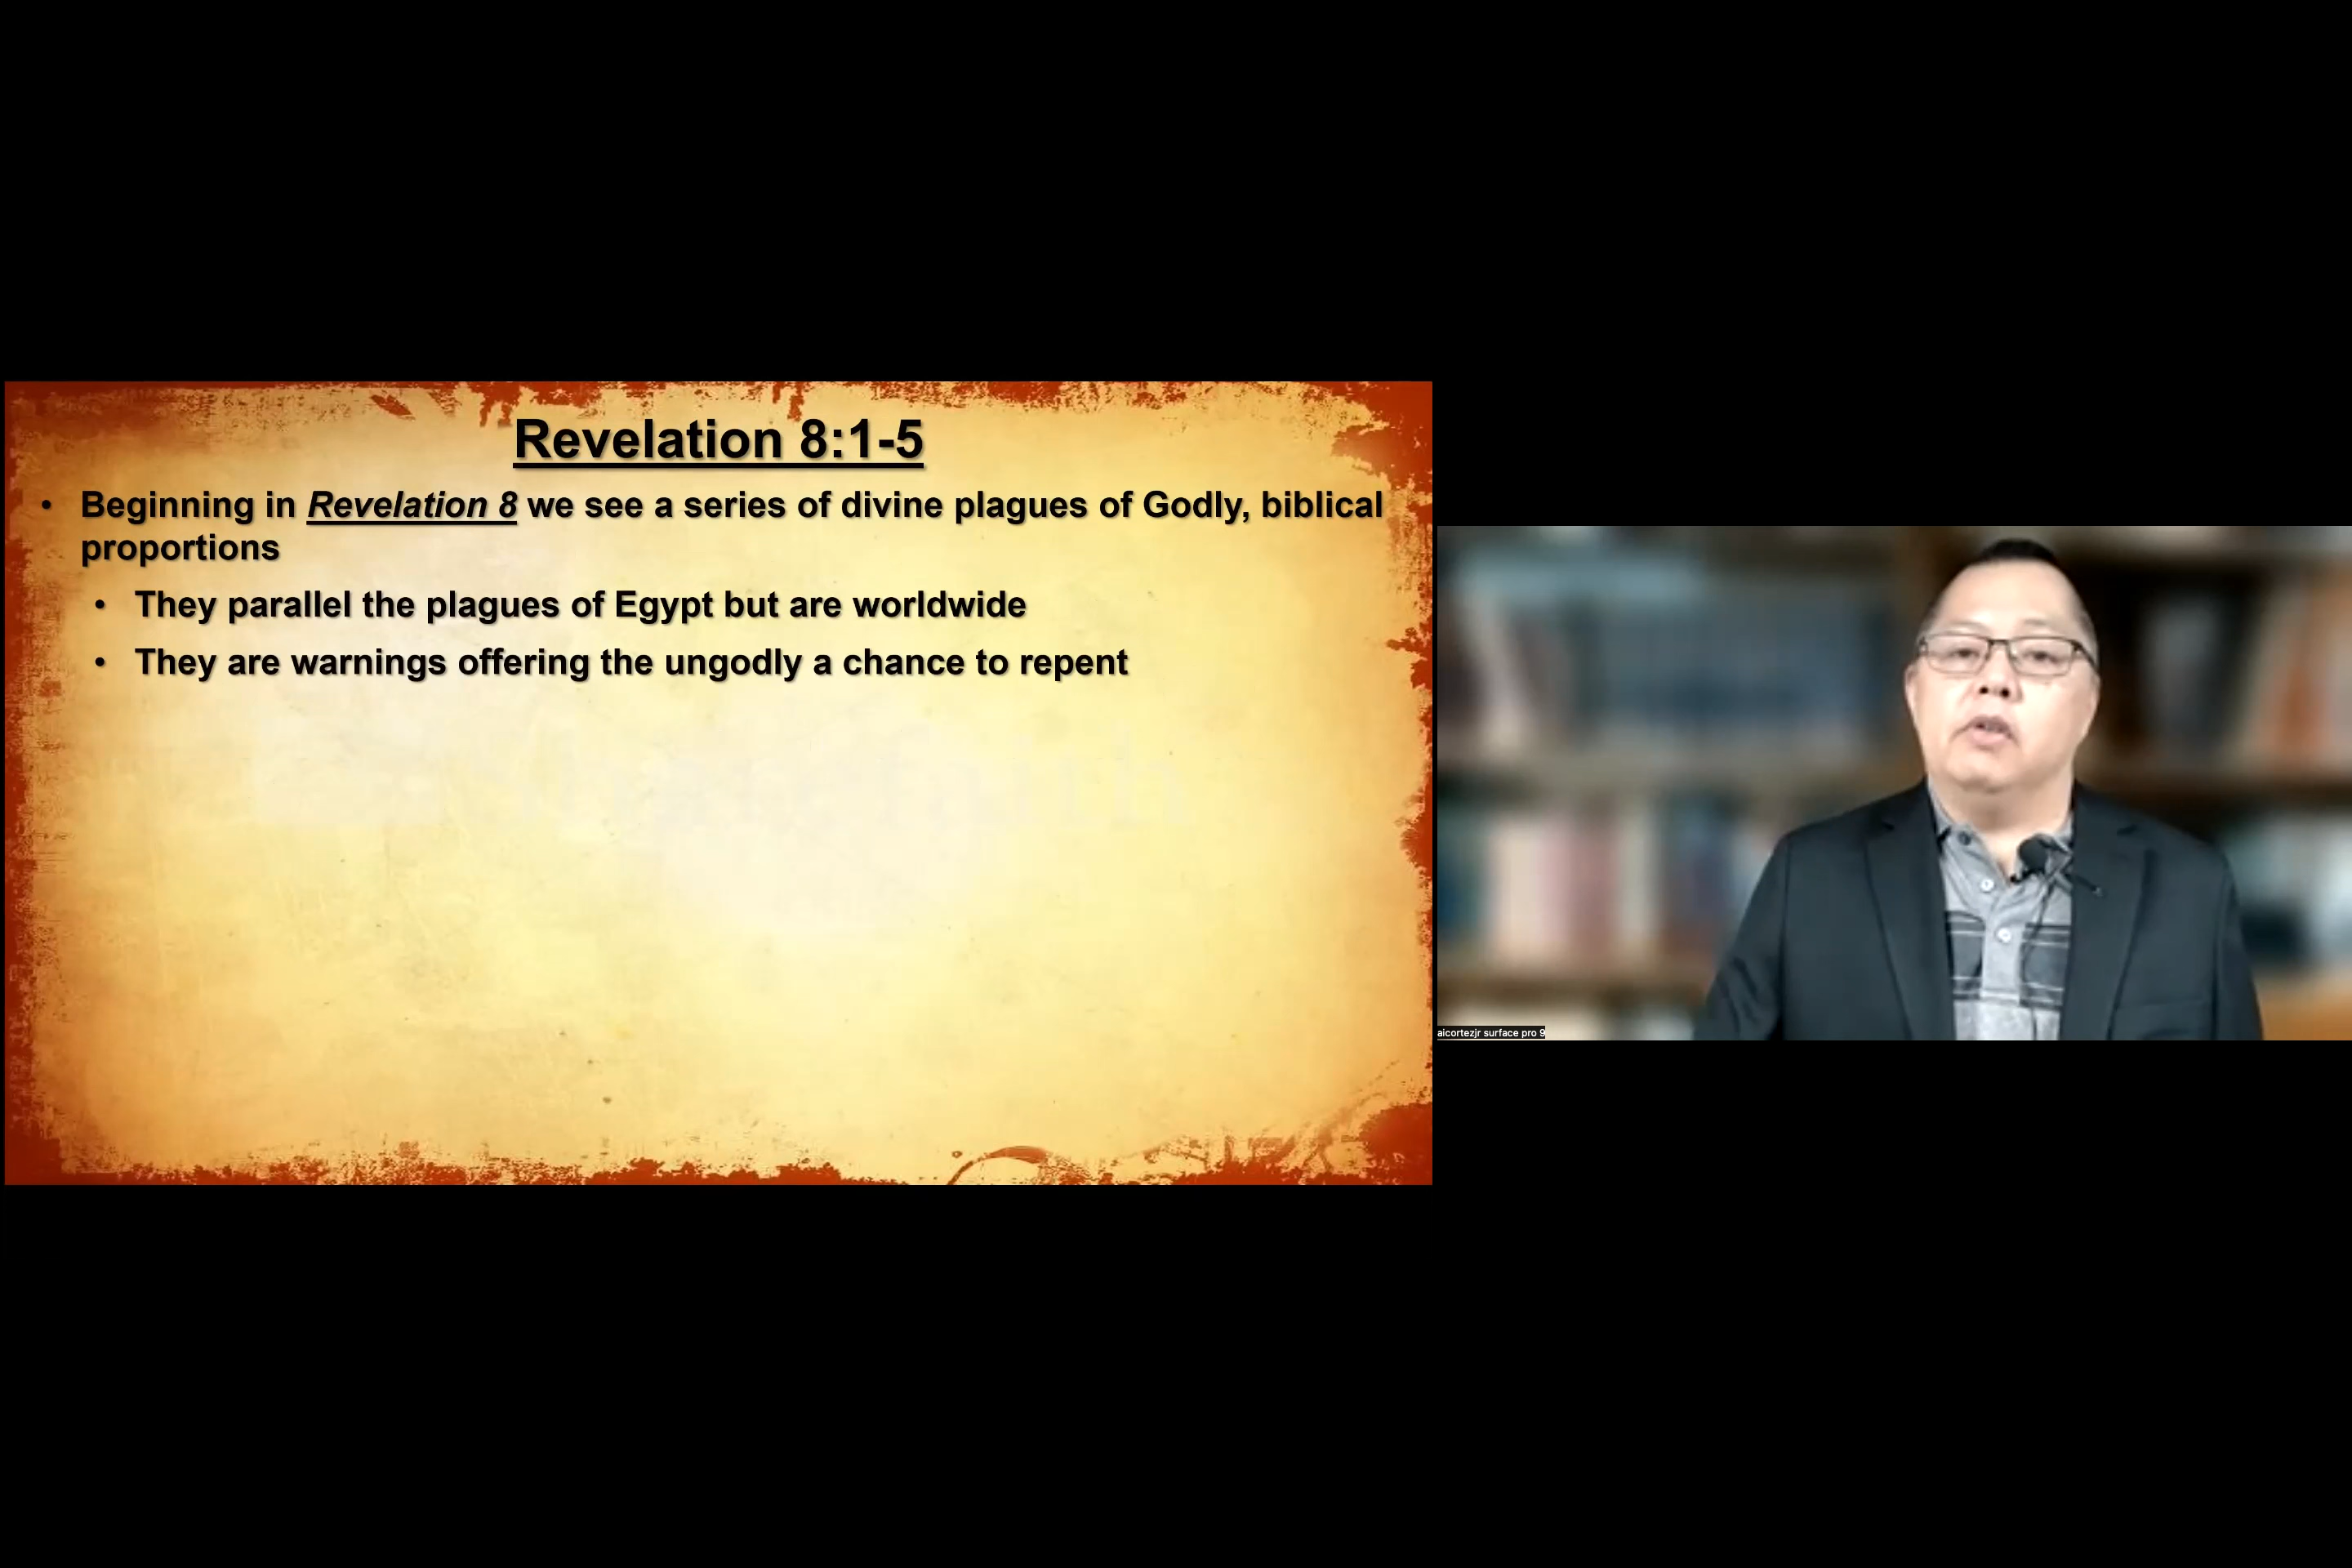 Revelation 8:1-5
• Beginning in Revelation 8 we see a series of divine plagues of Godly, biblical
proportions
• They parallel the plagues of Egypt but are worldwide
• They are warnings offering the ungodly a chance to repent
aicortezjr surface pro 9